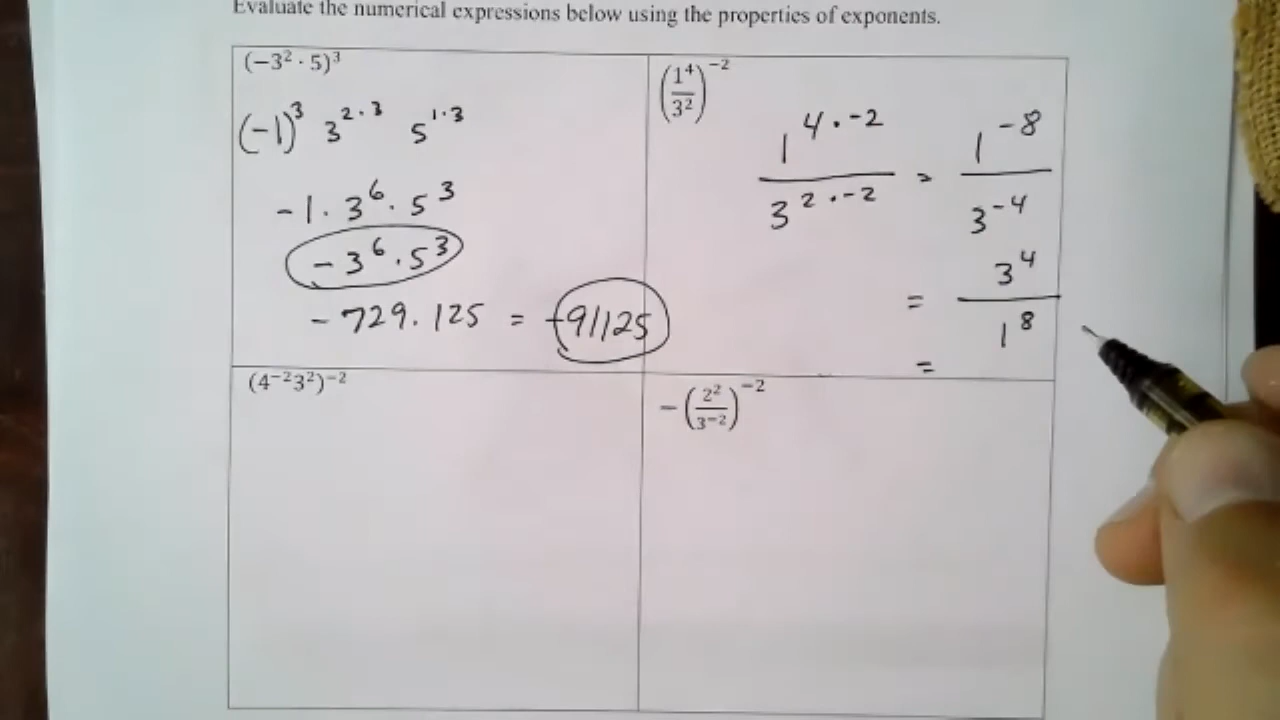 Evaluate the numerical expressions below using the properties of exponents.
(−3² · 5)³
(-1)³ 3^{2·3} 5^{1·3}
-1 · 3⁶ · 5³
-3⁶ · 5³
-729 · 125 = -91125
(1⁴/3²)⁻²
1^{4·-2}/3^{2·-2} = 1⁻⁸/3⁻⁴
= 3⁴/1⁸
=
(4⁻²3²)⁻²
−(2²/3⁻²)⁻²